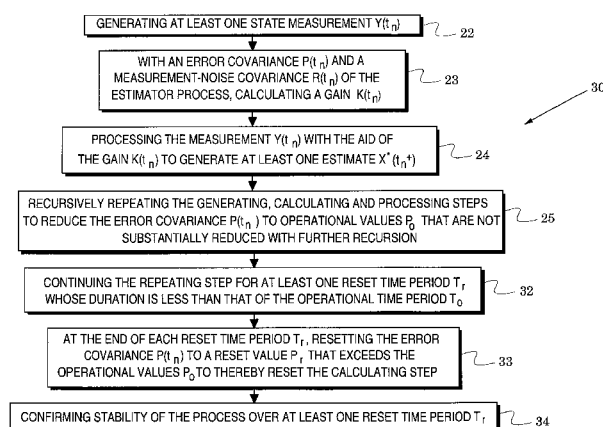 GENERATING AT LEAST ONE STATE MEASUREMENT Y(tn)
22
WITH AN ERROR COVARIANCE P(tn) AND A
MEASUREMENT-NOISE COVARIANCE R(tn) OF THE
ESTIMATOR PROCESS, CALCULATING A GAIN K(tn)
23
30
PROCESSING THE MEASUREMENT Y(tn) WITH THE AID OF
THE GAIN K(tn) TO GENERATE AT LEAST ONE ESTIMATE X*(tn+)
24
RECURSIVELY REPEATING THE GENERATING, CALCULATING AND PROCESSING STEPS
TO REDUCE THE ERROR COVARIANCE P(tn) TO OPERATIONAL VALUES Po THAT ARE NOT
SUBSTANTIALLY REDUCED WITH FURTHER RECURSION
25
CONTINUING THE REPEATING STEP FOR AT LEAST ONE RESET TIME PERIOD Tr
WHOSE DURATION IS LESS THAN THAT OF THE OPERATIONAL TIME PERIOD To
32
AT THE END OF EACH RESET TIME PERIOD Tr, RESETTING THE ERROR
COVARIANCE P(tn) TO A RESET VALUE Pr THAT EXCEEDS THE
OPERATIONAL VALUES Po TO THEREBY RESET THE CALCULATING STEP
33
CONFIRMING STABILITY OF THE PROCESS OVER AT LEAST ONE RESET TIME PERIOD Tr
34